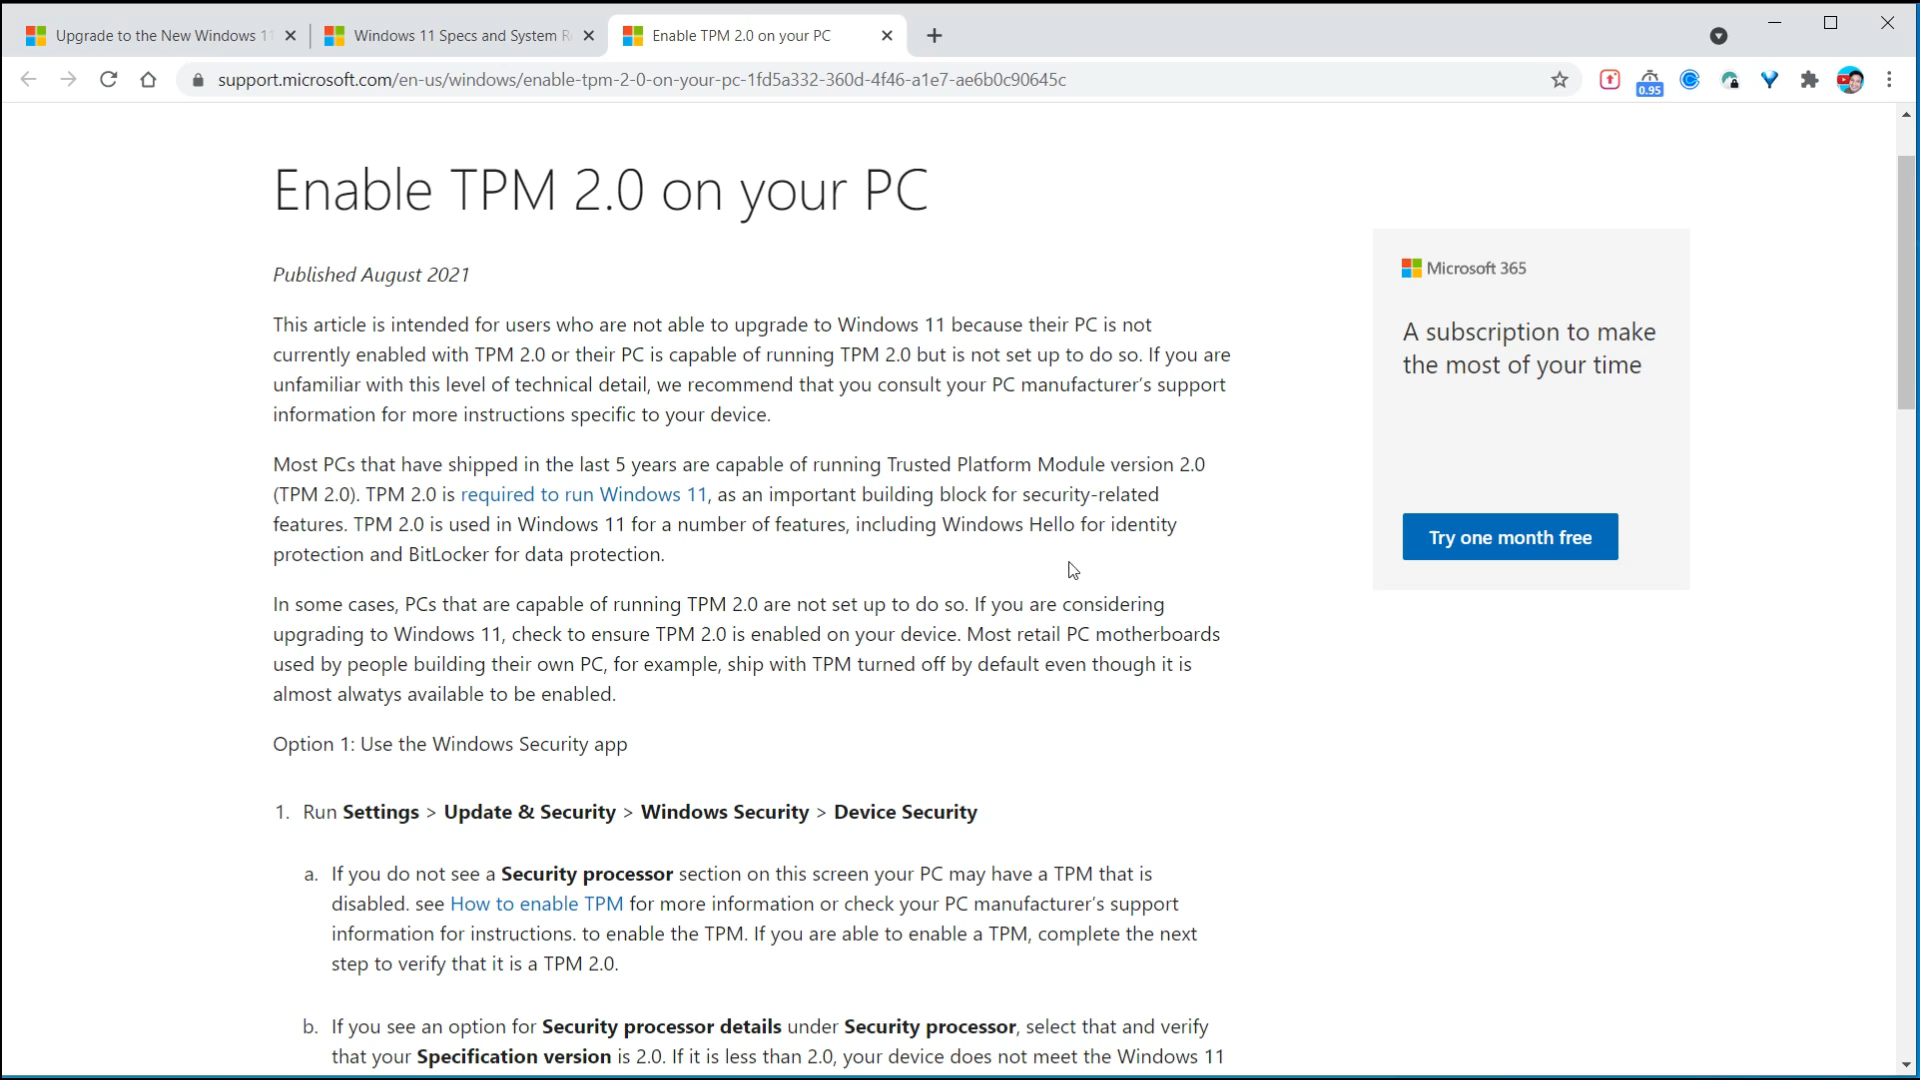 Upgrade to the New Windows 11
Windows 11 Specs and System R
Enable TPM 2.0 on your PC
support.microsoft.com/en-us/windows/enable-tpm-2-0-on-your-pc-1fd5a332-360d-4f46-a1e7-ae6b0c90645c
0.95
Enable TPM 2.0 on your PC
Published August 2021
This article is intended for users who are not able to upgrade to Windows 11 because their PC is not
currently enabled with TPM 2.0 or their PC is capable of running TPM 2.0 but is not set up to do so. If you are
unfamiliar with this level of technical detail, we recommend that you consult your PC manufacturer's support
information for more instructions specific to your device.
Most PCs that have shipped in the last 5 years are capable of running Trusted Platform Module version 2.0
(TPM 2.0). TPM 2.0 is required to run Windows 11, as an important building block for security-related
features. TPM 2.0 is used in Windows 11 for a number of features, including Windows Hello for identity
protection and BitLocker for data protection.
In some cases, PCs that are capable of running TPM 2.0 are not set up to do so. If you are considering
upgrading to Windows 11, check to ensure TPM 2.0 is enabled on your device. Most retail PC motherboards
used by people building their own PC, for example, ship with TPM turned off by default even though it is
almost alwatys available to be enabled.
Option 1: Use the Windows Security app
1. Run Settings > Update & Security > Windows Security > Device Security
a. If you do not see a Security processor section on this screen your PC may have a TPM that is
disabled. see How to enable TPM for more information or check your PC manufacturer's support
information for instructions. to enable the TPM. If you are able to enable a TPM, complete the next
step to verify that it is a TPM 2.0.
b. If you see an option for Security processor details under Security processor, select that and verify
that your Specification version is 2.0. If it is less than 2.0, your device does not meet the Windows 11
Microsoft 365
A subscription to make
the most of your time
Try one month free